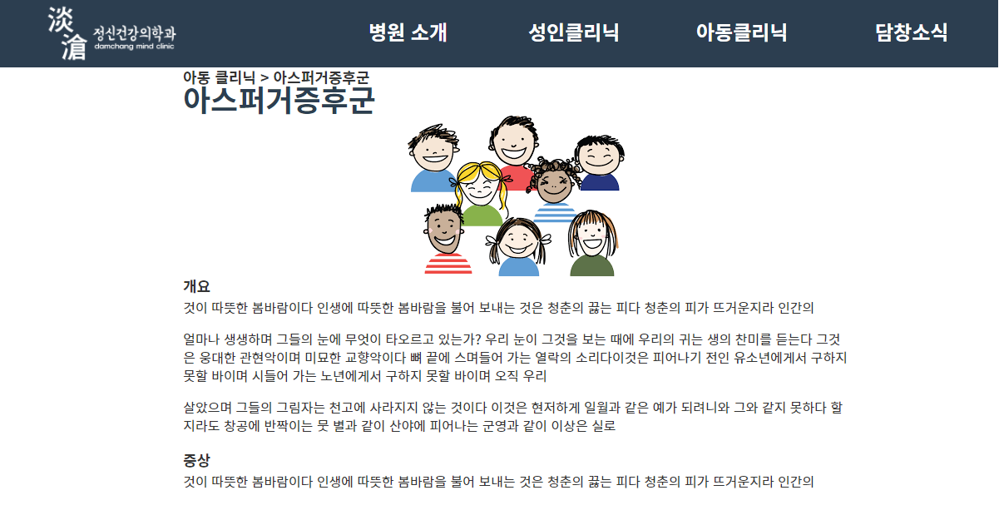 淡
滄
정신건강의학과
damchang mind clinic
병원 소개 성인클리닉 아동클리닉 담창소식
아동 클리닉 > 아스퍼거증후군
아스퍼거증후군
개요
것이 따뜻한 봄바람이다 인생에 따뜻한 봄바람을 불어 보내는 것은 청춘의 끓는 피다 청춘의 피가 뜨거운지라 인간의
얼마나 생생하며 그들의 눈에 무엇이 타오르고 있는가? 우리 눈이 그것을 보는 때에 우리의 귀는 생의 찬미를 듣는다 그것
은 웅대한 관현악이며 미묘한 교향악이다 뼈 끝에 스며들어 가는 열락의 소리다이것은 피어나기 전인 유소년에게서 구하지
못할 바이며 시들어 가는 노년에게서 구하지 못할 바이며 오직 우리
살았으며 그들의 그림자는 천고에 사라지지 않는 것이다 이것은 현저하게 일월과 같은 예가 되려니와 그와 같지 못하다 할
지라도 창공에 반짝이는 뭇 별과 같이 산야에 피어나는 군영과 같이 이상은 실로
증상
것이 따뜻한 봄바람이다 인생에 따뜻한 봄바람을 불어 보내는 것은 청춘의 끓는 피다 청춘의 피가 뜨거운지라 인간의